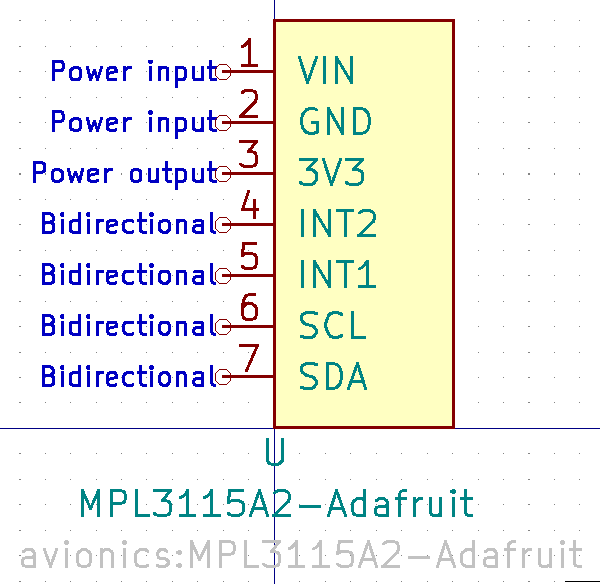 Power input 1 VIN
Power input 2 GND
Power output 3 3V3
Bidirectional 4 INT2
Bidirectional 5 INT1
Bidirectional 6 SCL
Bidirectional 7 SDA
U
MPL3115A2-Adafruit
avionics:MPL3115A2-Adafruit